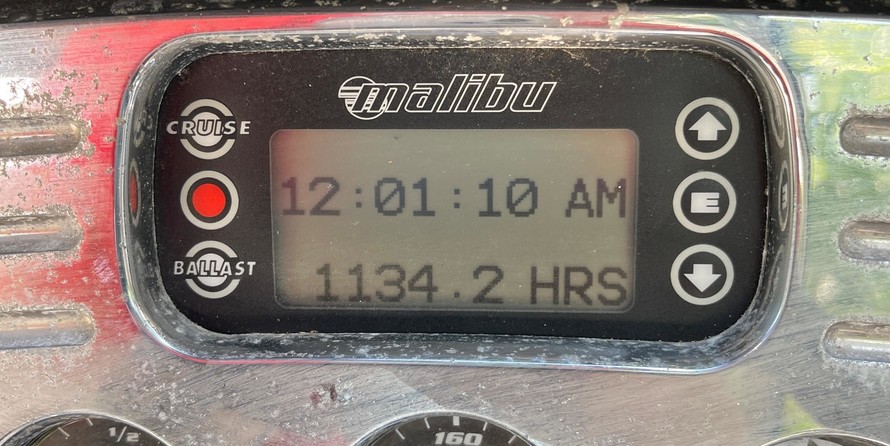 malibu
CRUISE
12:01:10 AM
E
BALLAST
1134.2 HRS
1/2
160